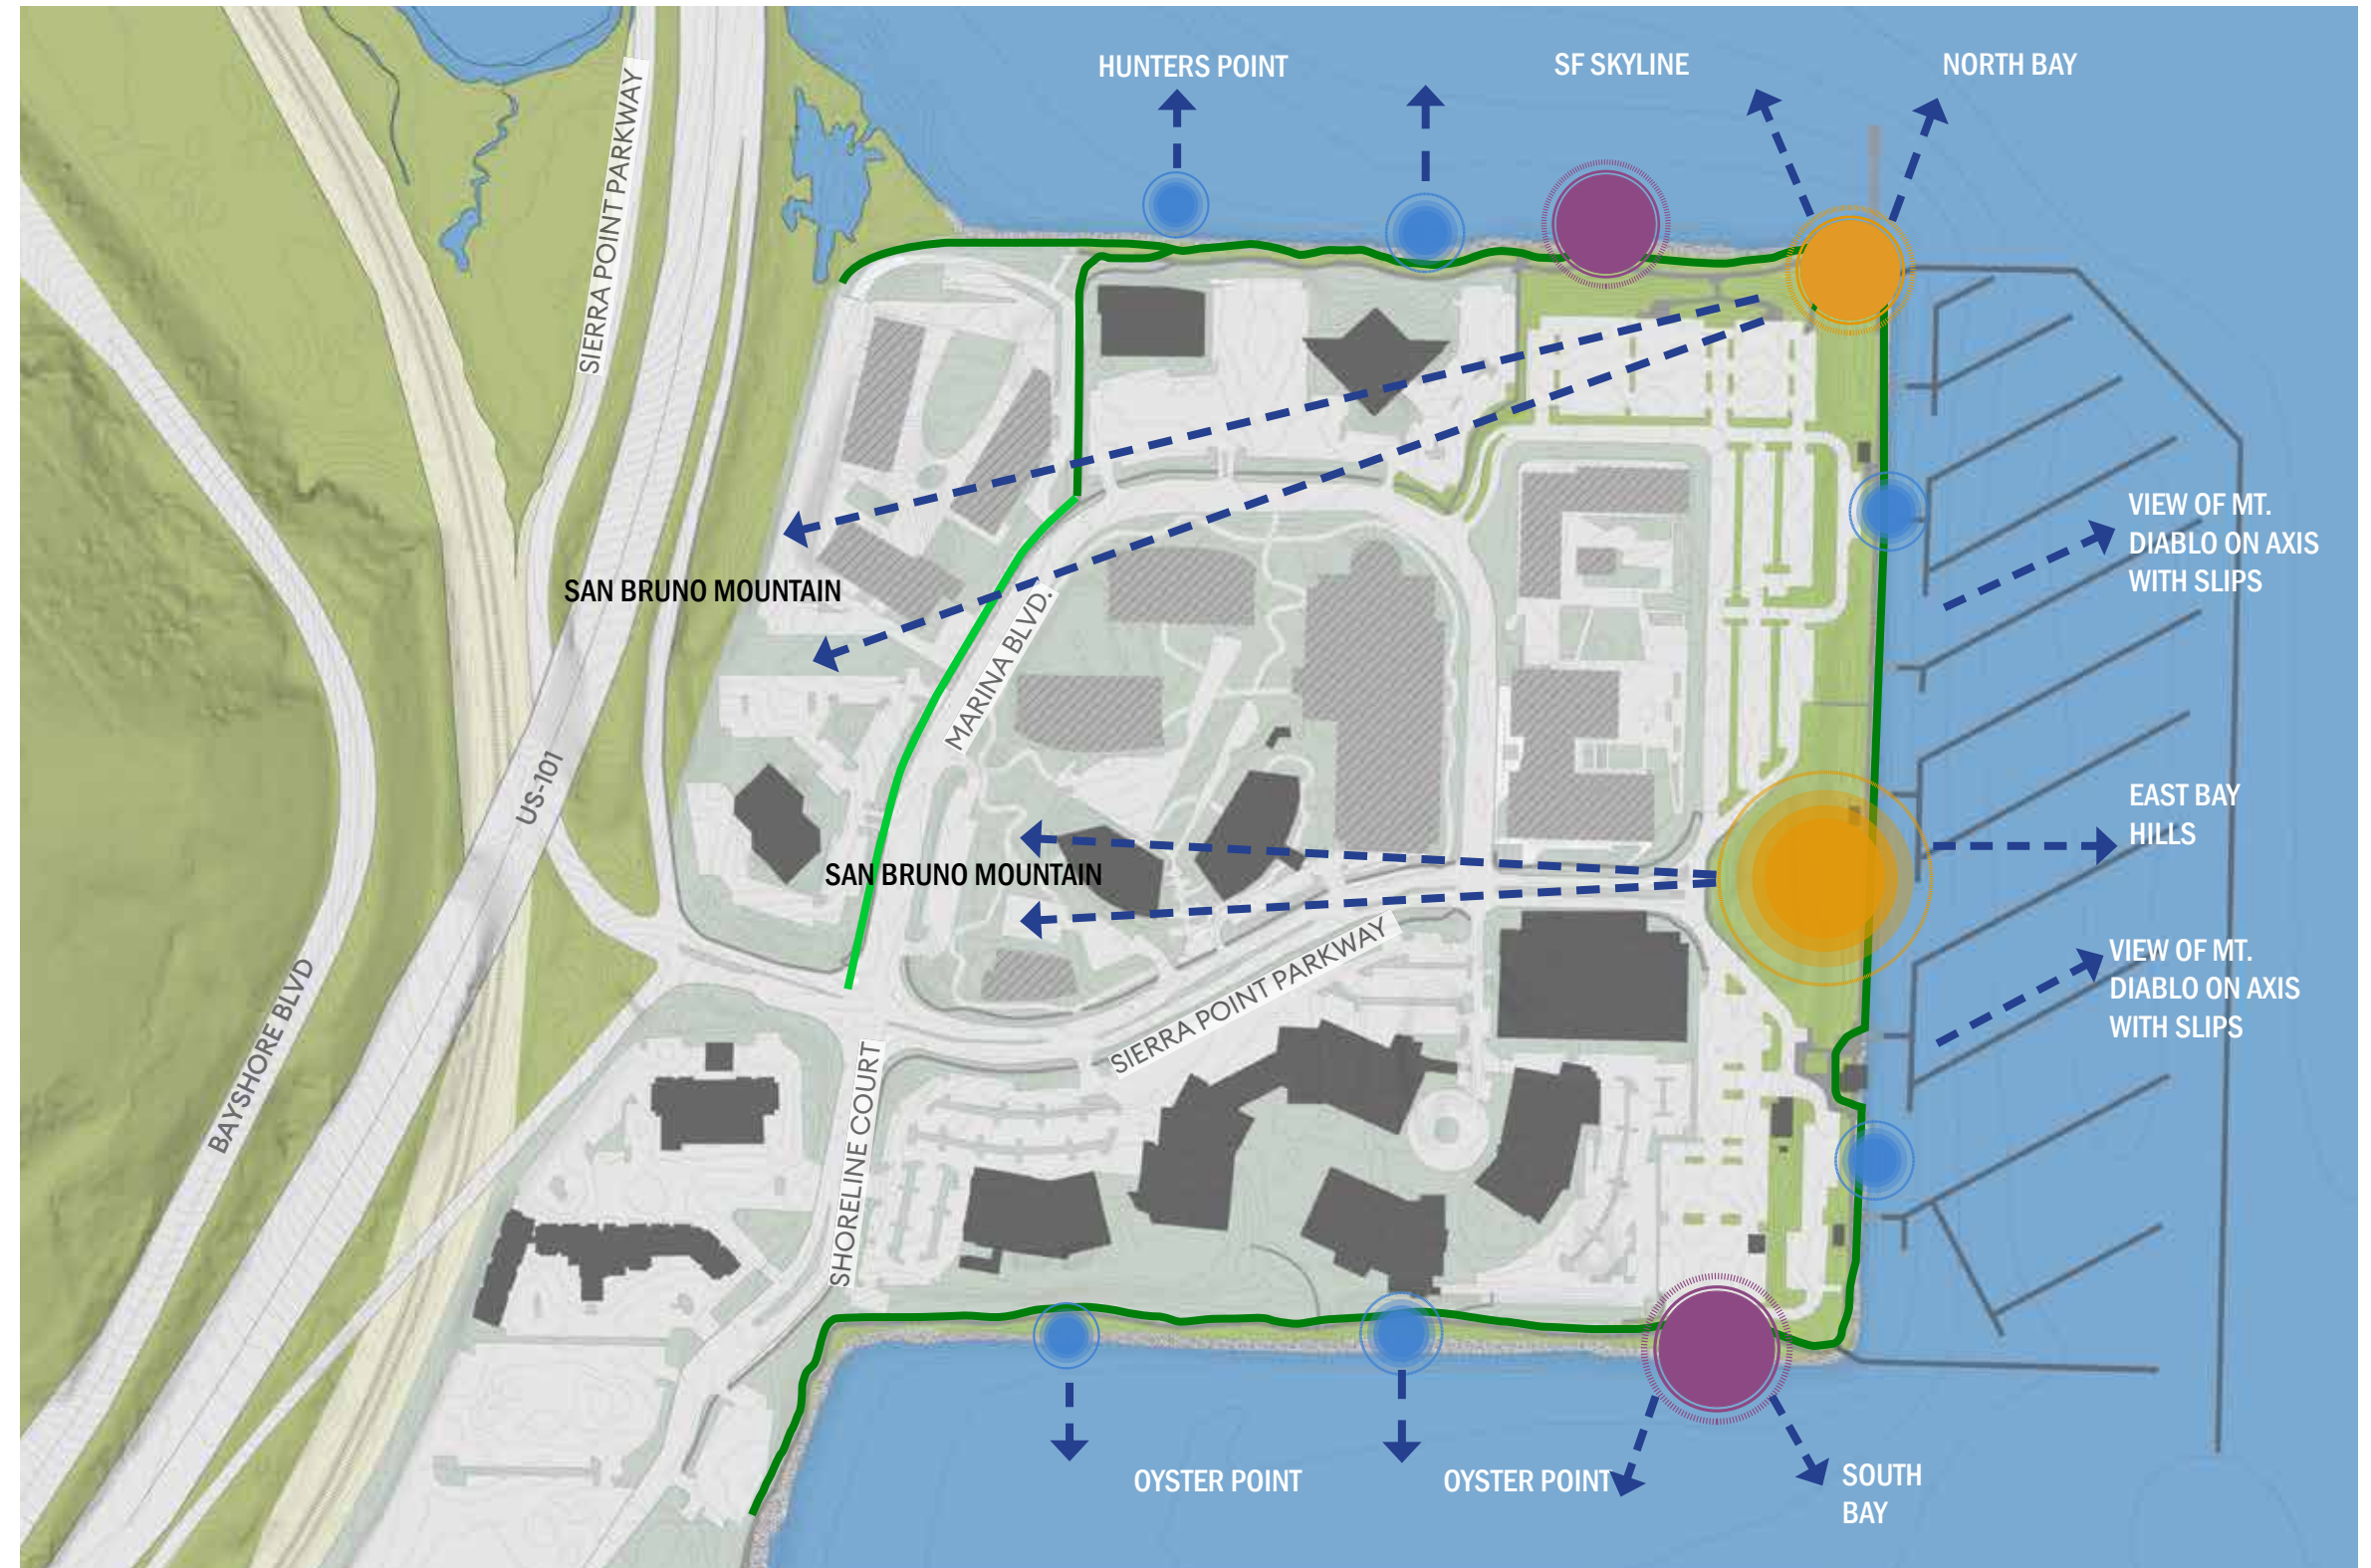 HUNTERS POINT
SF SKYLINE
NORTH BAY
SIERRA POINT PARKWAY
VIEW OF MT.
DIABLO ON AXIS
WITH SLIPS
SAN BRUNO MOUNTAIN
MARINA BLVD.
US-101
EAST BAY
HILLS
SAN BRUNO MOUNTAIN
VIEW OF MT.
DIABLO ON AXIS
WITH SLIPS
SIERRA POINT PARKWAY
BAYSHORE BLVD
SHORELINE COURT
OYSTER POINT
OYSTER POINT
SOUTH
BAY